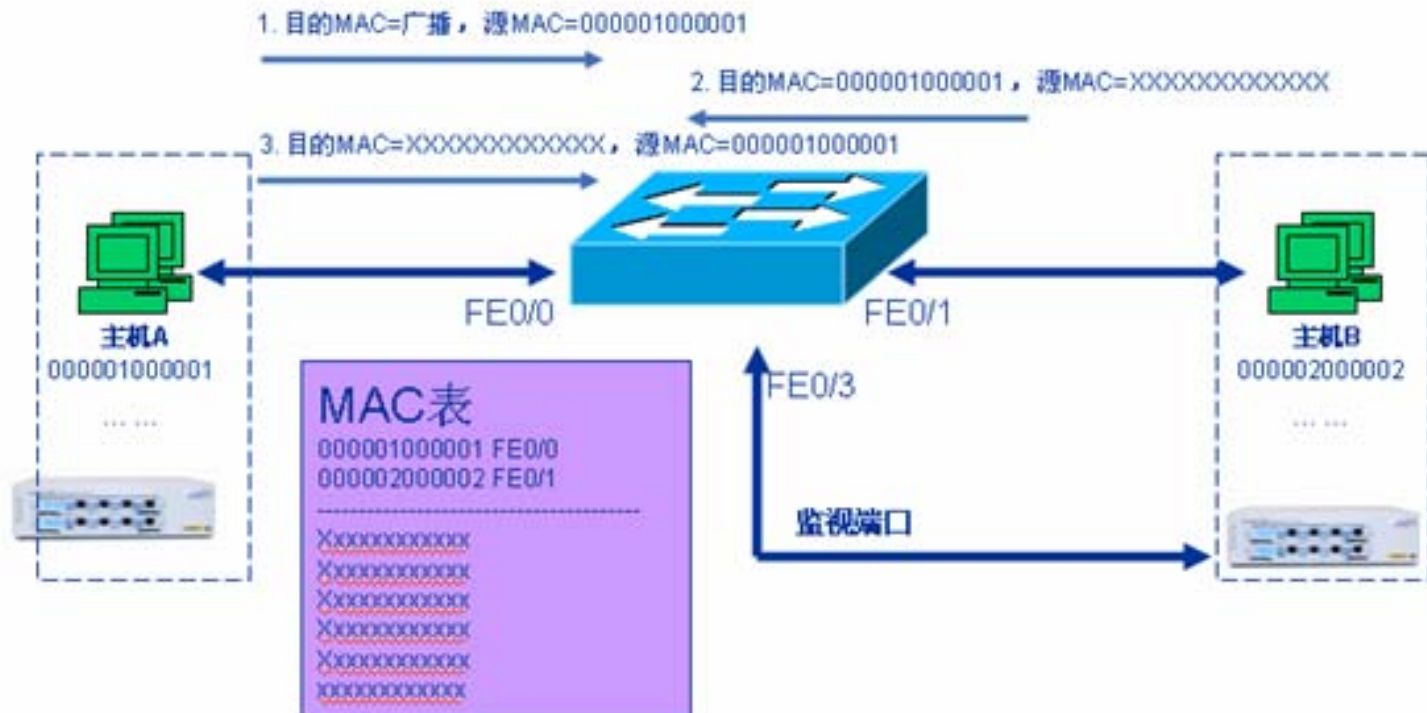 1. 目的MAC=广播，源MAC=000001000001
2. 目的MAC=000001000001，源MAC=XXXXXXXXXXXX
3. 目的MAC=XXXXXXXXXXXX，源MAC=000001000001
主机A
000001000001
... ...
FE0/0
FE0/1
FE0/3
主机B
000002000002
... ...
MAC表
000001000001 FE0/0
000002000002 FE0/1
--------------------------------
Xxxxxxxxxxxx
Xxxxxxxxxxxx
Xxxxxxxxxxxx
Xxxxxxxxxxxx
Xxxxxxxxxxxx
xxxxxxxxxxxx
监视端口